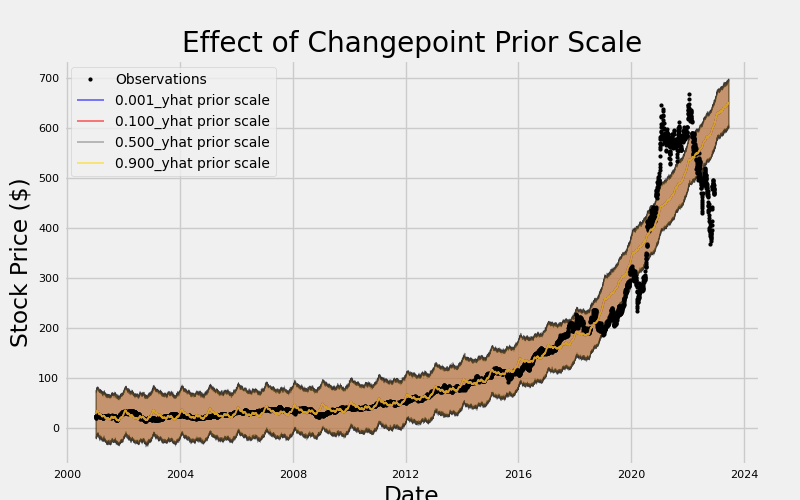 Effect of Changepoint Prior Scale
Observations
0.001_yhat prior scale
0.100_yhat prior scale
0.500_yhat prior scale
0.900_yhat prior scale
Stock Price ($)
700
600
500
400
300
200
100
0
2000 2004 2008 2012 2016 2020 2024
Date